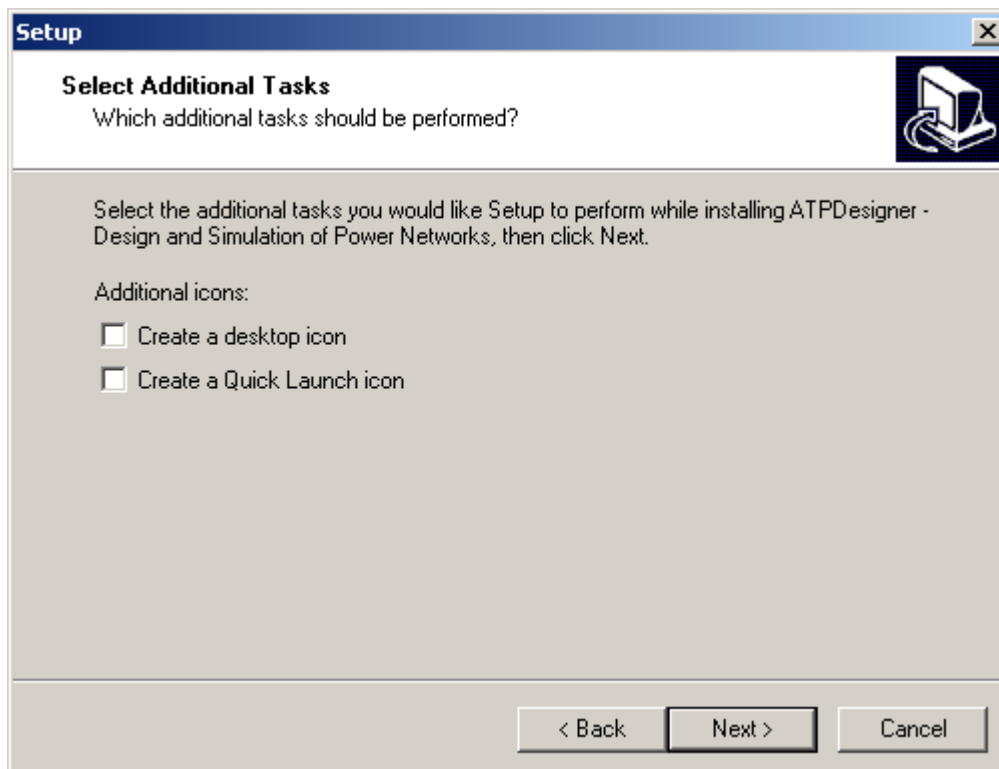 Setup
Select Additional Tasks
Which additional tasks should be performed?
Select the additional tasks you would like Setup to perform while installing ATPDesigner -
Design and Simulation of Power Networks, then click Next.
Additional icons:
Create a desktop icon
Create a Quick Launch icon
< Back Next > Cancel